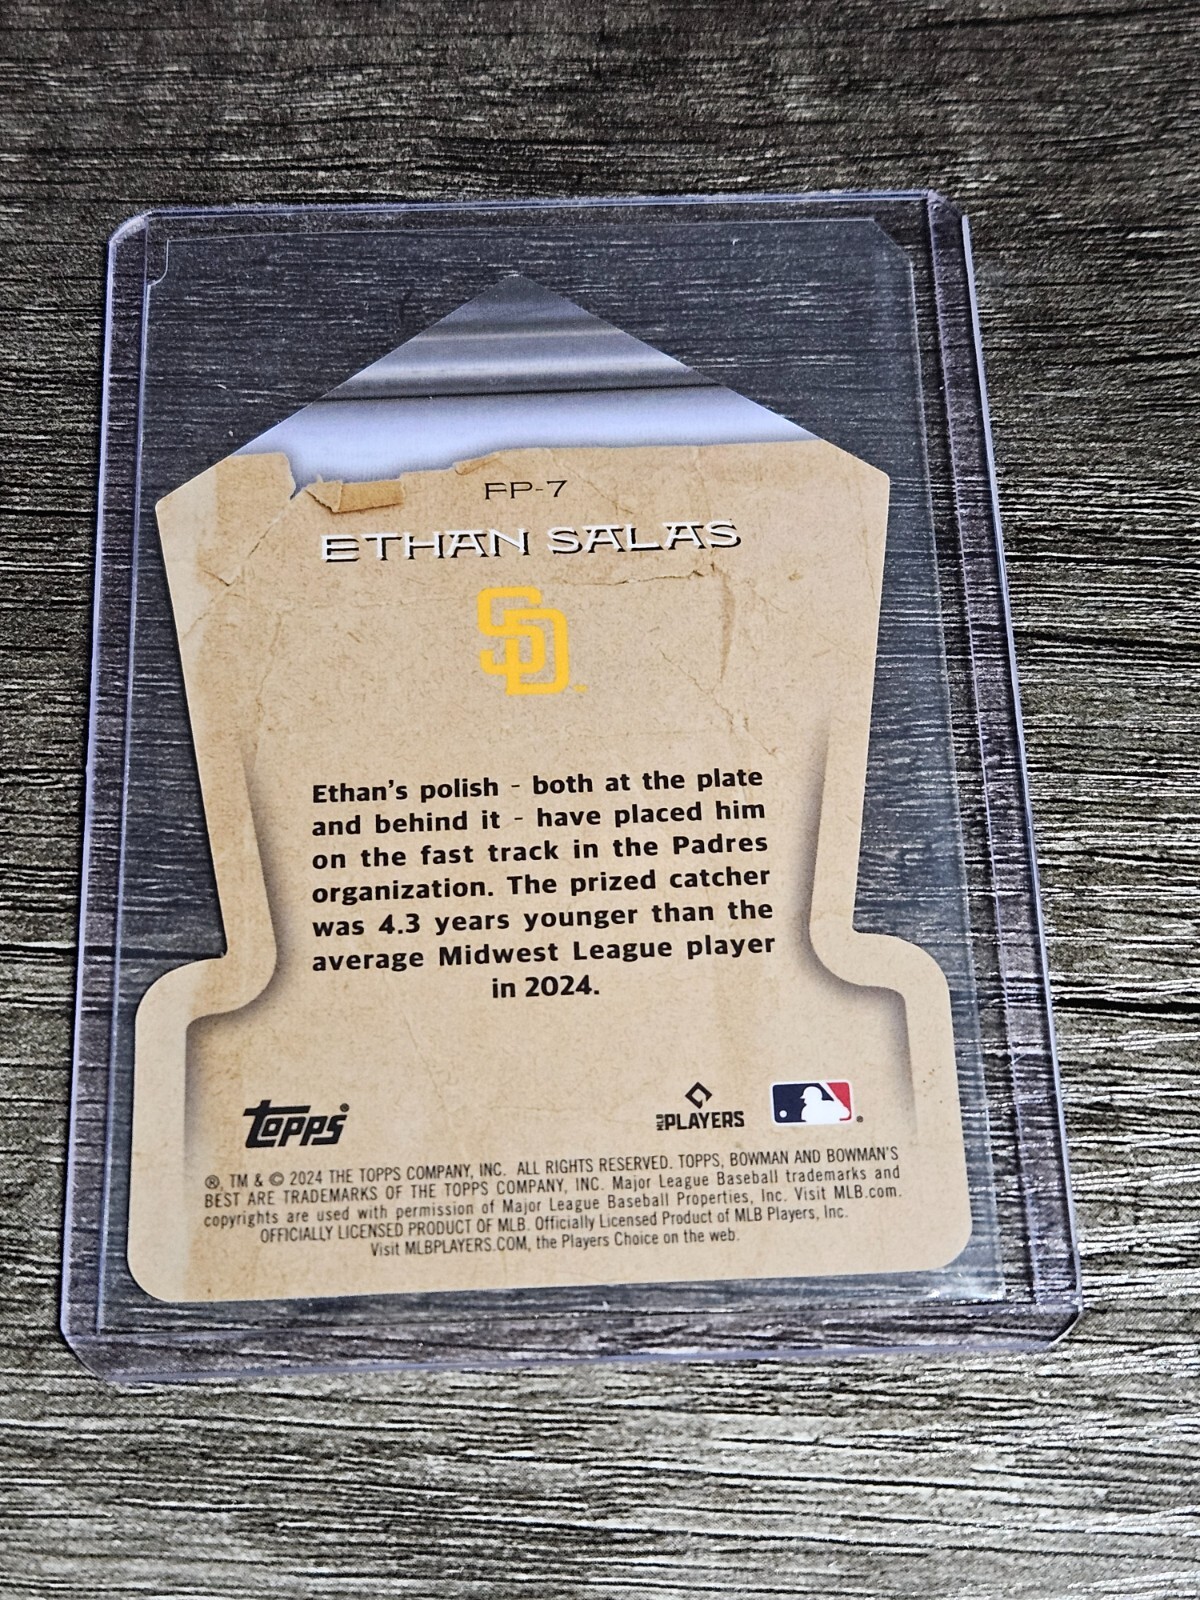 FP-7
ETHAN SALAS
SD
Ethan's polish - both at the plate
and behind it - have placed him
on the fast track in the Padres
organization. The prized catcher
was 4.3 years younger than the
average Midwest League player
in 2024.
topps®
MLB PLAYERS
®, TM & © 2024 THE TOPPS COMPANY, INC. ALL RIGHTS RESERVED. TOPPS, BOWMAN AND BOWMAN'S
BEST ARE TRADEMARKS OF THE TOPPS COMPANY, INC. Major League Baseball trademarks and
copyrights are used with permission of Major League Baseball Properties, Inc. Visit MLB.com.
OFFICIALLY LICENSED PRODUCT OF MLB. Officially Licensed Product of MLB Players, Inc.
Visit MLBPLAYERS.COM, the Players Choice on the web.